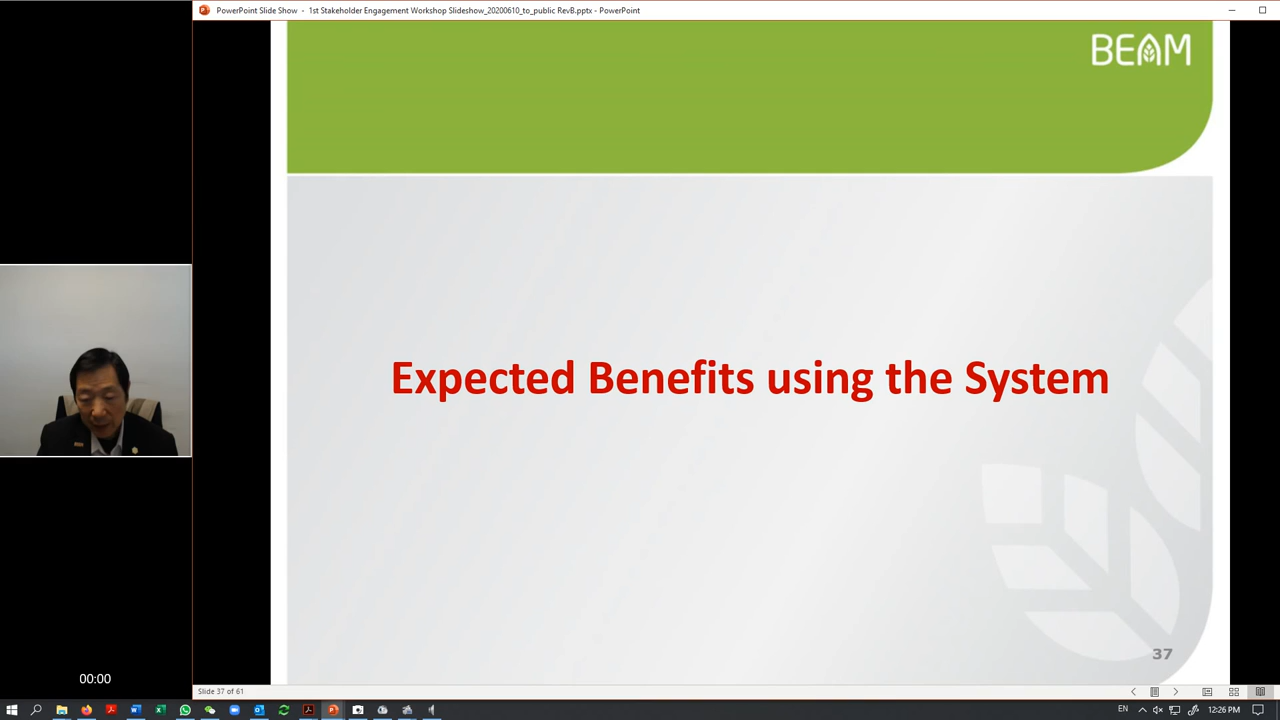 PowerPoint Slide Show - 1st Stakeholder Engagement Workshop Slideshow_20200610_to_public RevB.pptx - PowerPoint
BEAM
Expected Benefits using the System
37
00:00
Slide 37 of 61
EN
12:26 PM